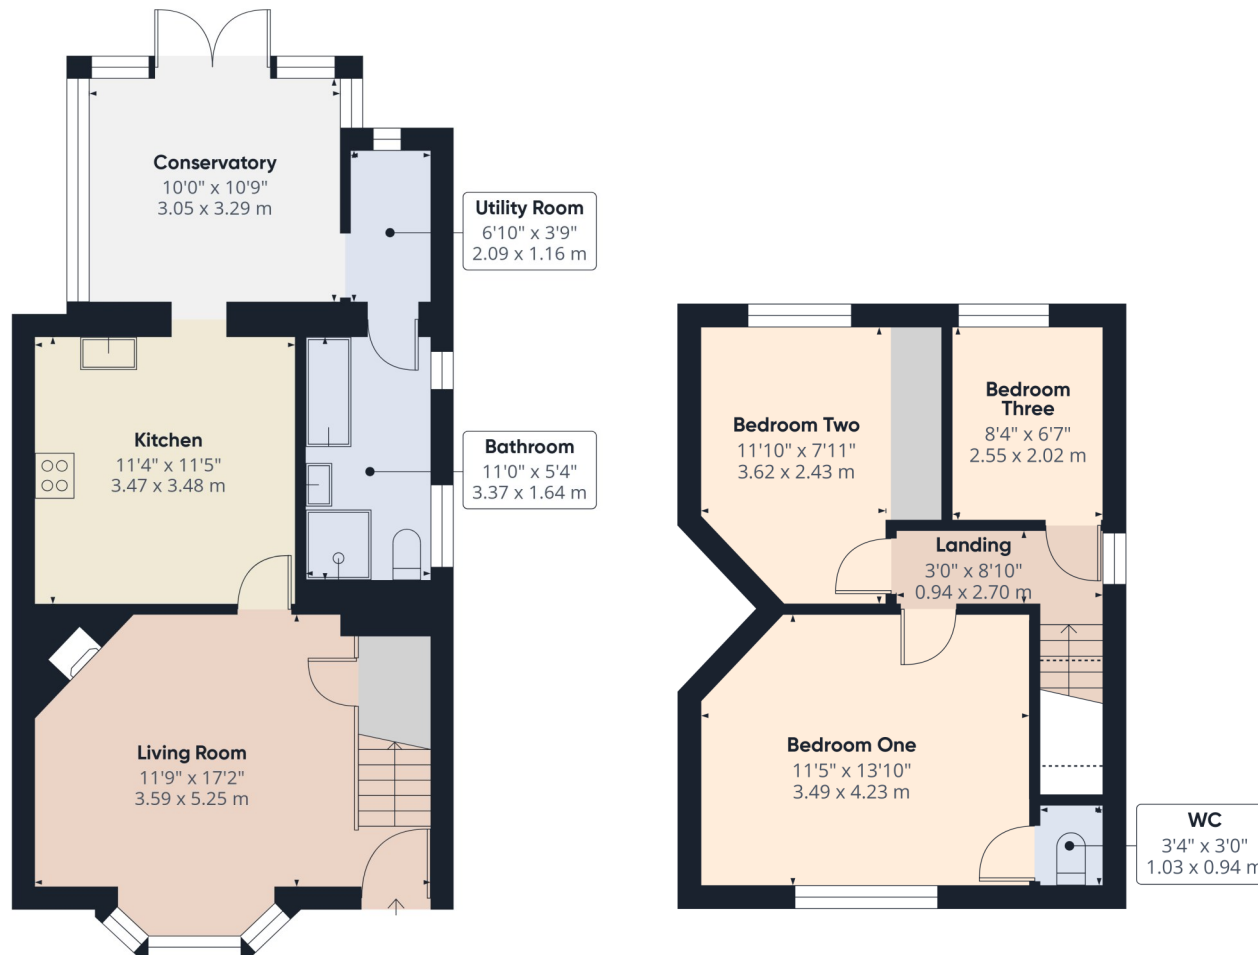 Conservatory
10'0" x 10'9"
3.05 x 3.29 m
Utility Room
6'10" x 3'9"
2.09 x 1.16 m
Kitchen
11'4" x 11'5"
3.47 x 3.48 m
Bathroom
11'0" x 5'4"
3.37 x 1.64 m
Living Room
11'9" x 17'2"
3.59 x 5.25 m
Bedroom Two
11'10" x 7'11"
3.62 x 2.43 m
Bedroom
Three
8'4" x 6'7"
2.55 x 2.02 m
Landing
3'0" x 8'10"
0.94 x 2.70 m
Bedroom One
11'5" x 13'10"
3.49 x 4.23 m
WC
3'4" x 3'0"
1.03 x 0.94 m